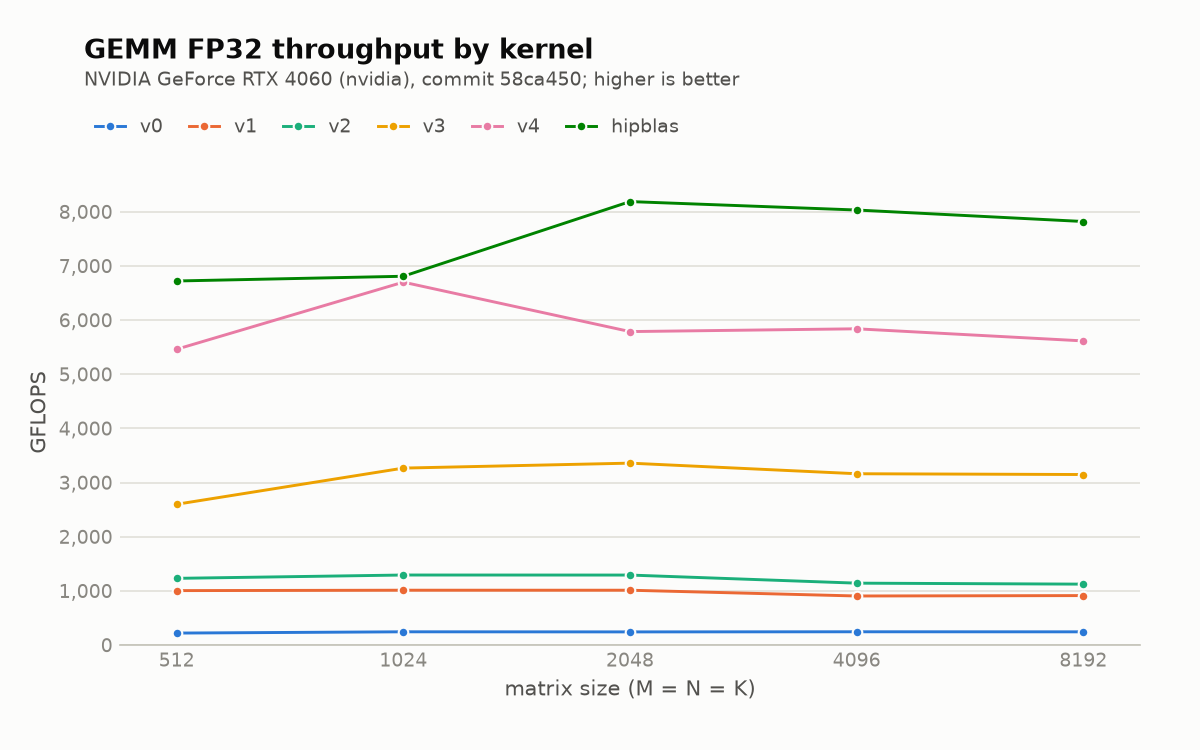 GEMM FP32 throughput by kernel
NVIDIA GeForce RTX 4060 (nvidia), commit 58ca450; higher is better
v0 v1 v2 v3 v4 hipblas
GFLOPS
8,000
7,000
6,000
5,000
4,000
3,000
2,000
1,000
0
512 1024 2048 4096 8192
matrix size (M = N = K)